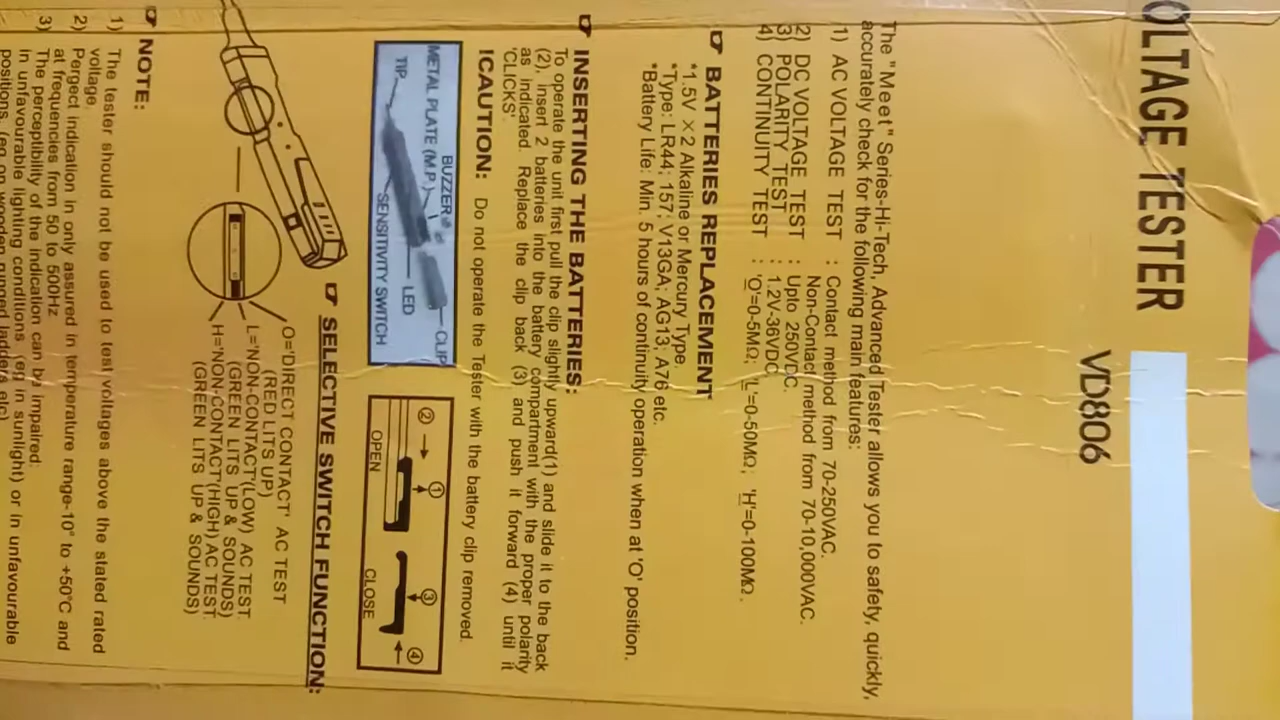 OLTAGE TESTER
VD806
The "Meet" Series-Hi-Tech, Advanced Tester allows you to safety, quickly,
accurately check for the following main features:
1) AC VOLTAGE TEST : Contact method from 70-250VAC.
Non-Contact method from 70-10,000VAC.
2) DC VOLTAGE TEST : Upto 250VDC.
3) POLARITY TEST : 1.2V-36VDC
4) CONTINUITY TEST : 'O'=0-5MΩ; 'L'=0-50MΩ; 'H'=0-100MΩ.
☞ BATTERIES REPLACEMENT
*1.5V ×2 Alkaline or Mercury Type.
*Type: LR44; 157; V13GA; AG13; A76 etc.
*Battery Life: Min. 5 hours of continuity operation when at 'O' position.
☞ INSERTING THE BATTERIES:
To operate the unit first pull the clip slightly upward(1) and slide it to the back
(2), insert 2 batteries into the battery compartment with the proper polarity
as indicated. Replace the clip back (3) and push it forward (4) until it
'CLICKS'
!CAUTION: Do not operate the Tester with the battery clip removed.
BUZZER
CLIP
METAL PLATE (M.P.)
LED
TIP
SENSITIVITY SWITCH
② ① ③ ④
OPEN CLOSE
☞ SELECTIVE SWITCH FUNCTION:
O='DIRECT CONTACT' AC TEST
(RED LITS UP)
L='NON-CONTACT'(LOW) AC TEST
(GREEN LITS UP & SOUNDS)
H='NON-CONTACT'(HIGH) AC TEST
(GREEN LITS UP & SOUNDS)
☞ NOTE:
1) The tester should not be used to test voltages above the stated rated
voltage.
2) Pergect indication in only assured in temperature range-10° to +50°C and
at frequencies from 50 to 500Hz
3) The perceptibility of the indication can be impaired:
in unfavourable lighting conditions (eg in sunlight) or in unfavourable
positions, (eg on wooden ladders etc)